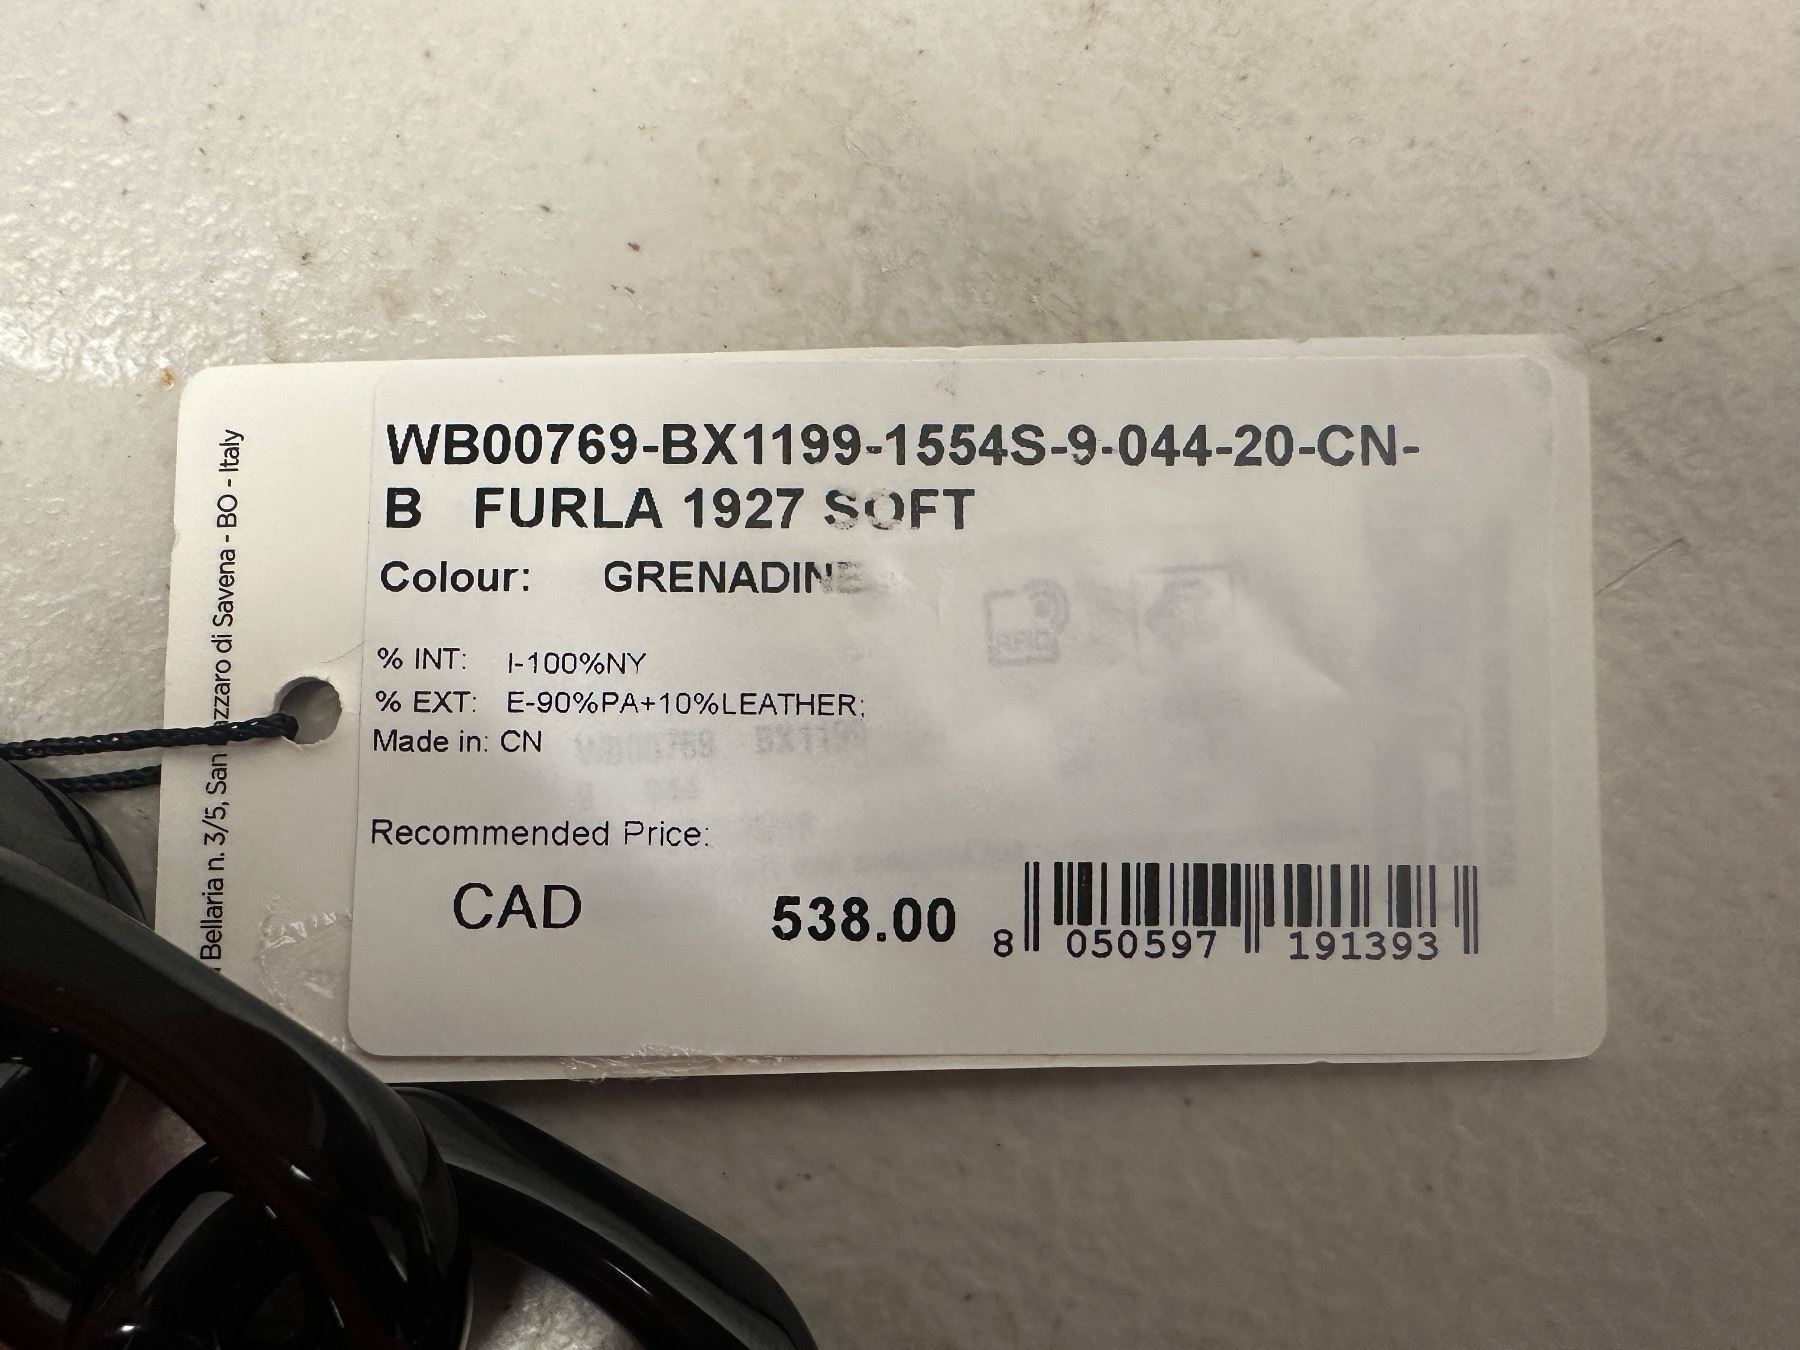 WB00769-BX1199-1554S-9-044-20-CN-
B FURLA 1927 SOFT
Colour: GRENADINE
% INT: I-100%NY
% EXT: E-90%PA+10%LEATHER;
Made in: CN
WB00769 BX1199
Recommended Price:
CAD 538.00
8 050597 191393
Bellaria n. 3/5, San Lazzaro di Savena - BO - Italy